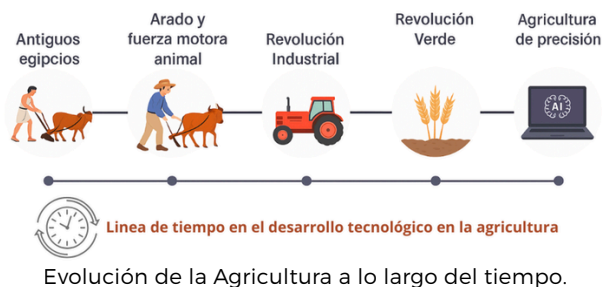 Antiguos
egipcios
Arado y
fuerza motora
animal
Revolución
Industrial
Revolución
Verde
Agricultura
de precisión
AI
Linea de tiempo en el desarrollo tecnológico en la agricultura
Evolución de la Agricultura a lo largo del tiempo.